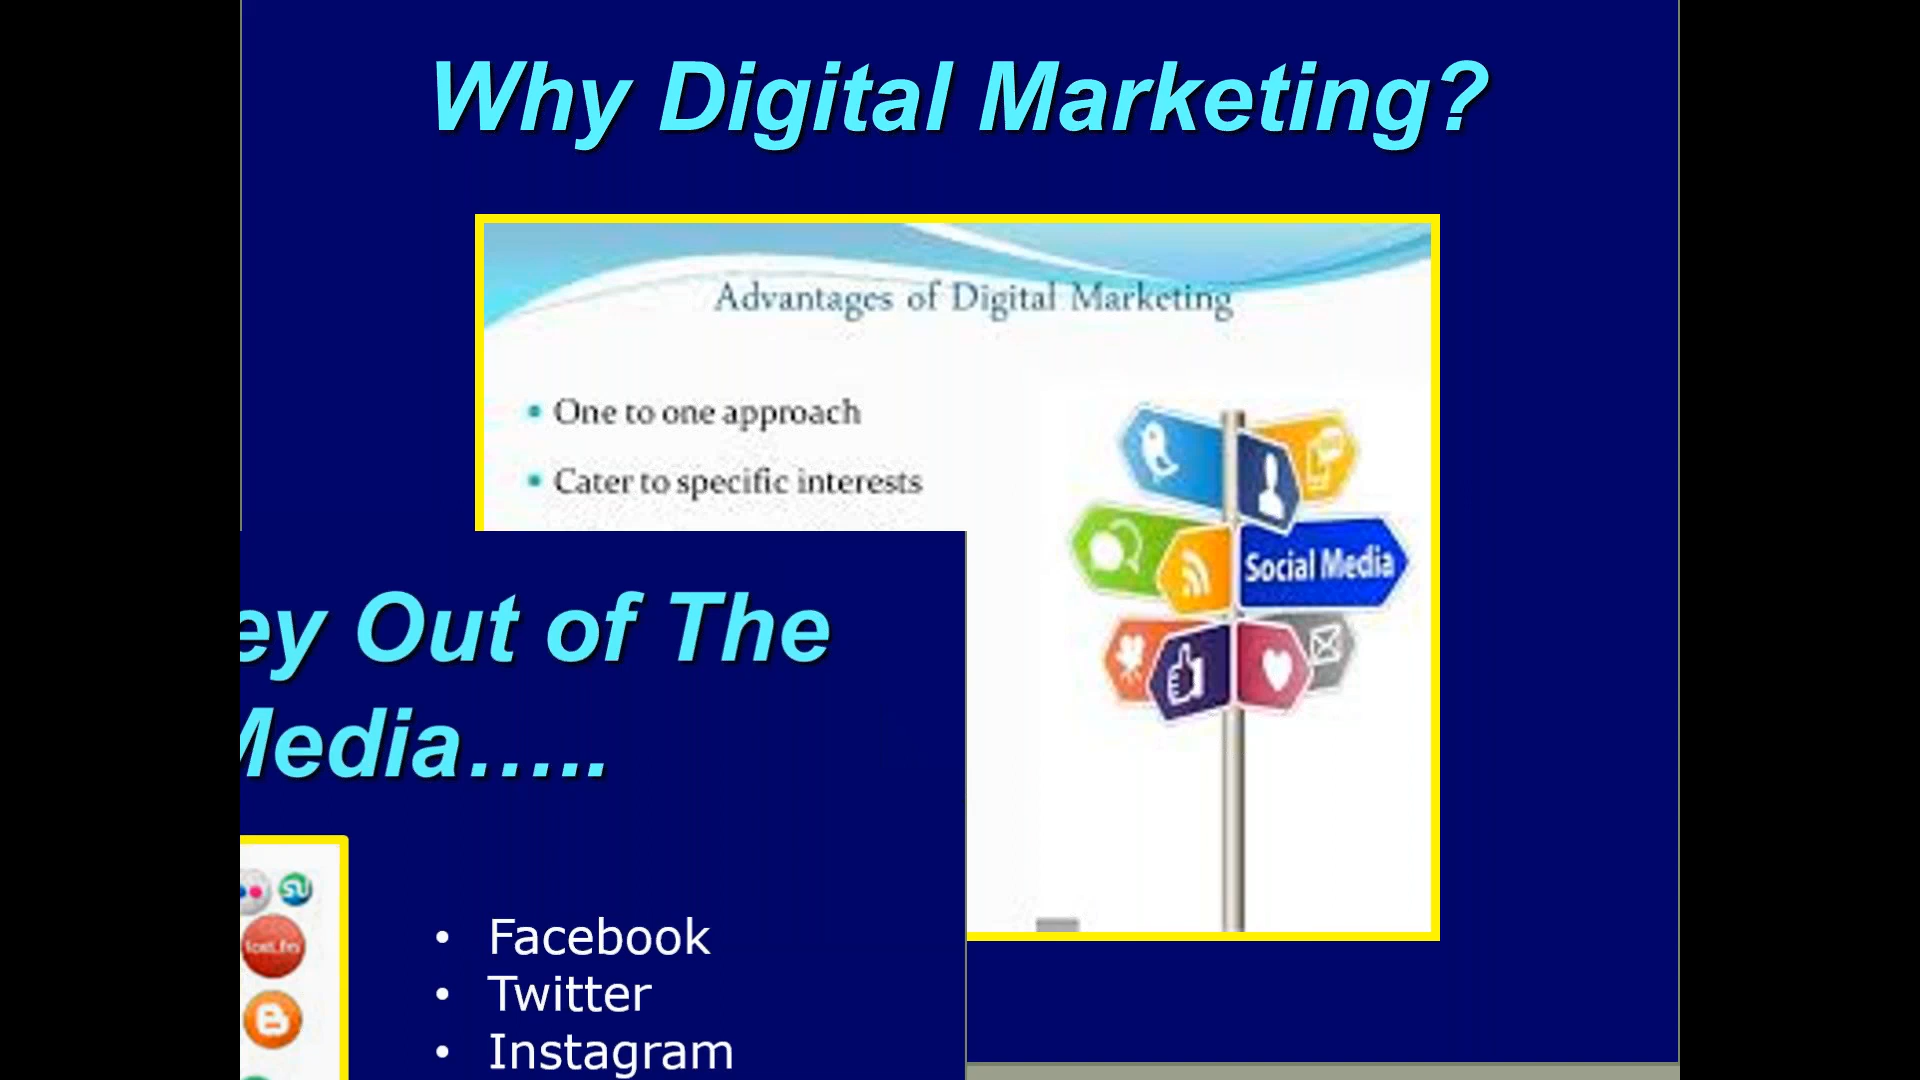 Why Digital Marketing?
Advantages of Digital Marketing
• One to one approach
• Cater to specific interests
Social Media
ey Out of The
Media…..
• Facebook
• Twitter
• Instagram